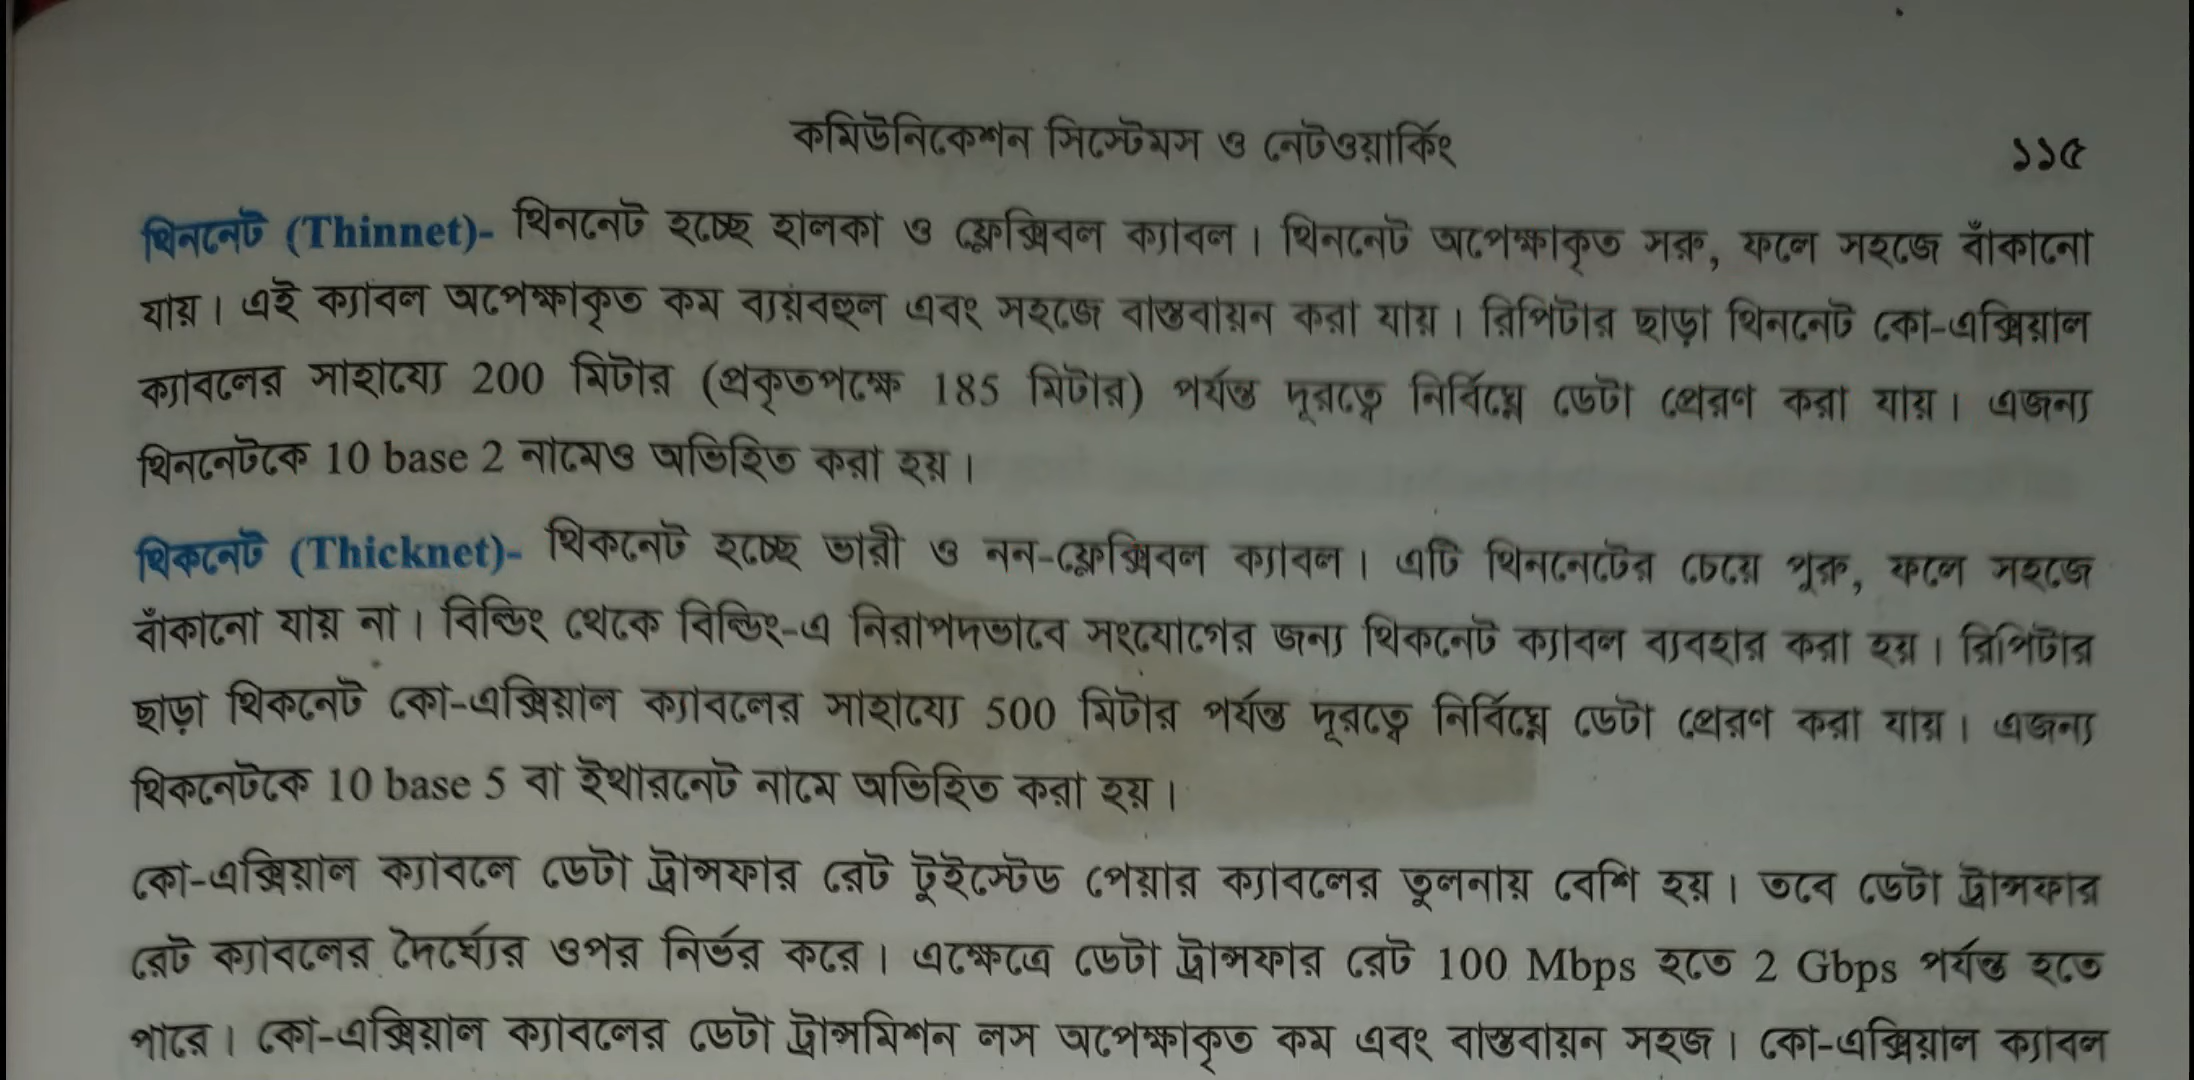 কমিউনিকেশন সিস্টেমস ও নেটওয়ার্কিং ১১৫
থিননেট (Thinnet)- থিননেট হচ্ছে হালকা ও ফ্লেক্সিবল ক্যাবল। থিননেট অপেক্ষাকৃত সরু, ফলে সহজে বাঁকানো
যায়। এই ক্যাবল অপেক্ষাকৃত কম ব্যয়বহুল এবং সহজে বাস্তবায়ন করা যায়। রিপিটার ছাড়া থিননেট কো-এক্সিয়াল
ক্যাবলের সাহায্যে 200 মিটার (প্রকৃতপক্ষে 185 মিটার) পর্যন্ত দূরত্বে নির্বিঘ্নে ডেটা প্রেরণ করা যায়। এজন্য
থিননেটকে 10 base 2 নামেও অভিহিত করা হয়।
থিকনেট (Thicknet)- থিকনেট হচ্ছে ভারী ও নন-ফ্লেক্সিবল ক্যাবল। এটি থিননেটের চেয়ে পুরু, ফলে সহজে
বাঁকানো যায় না। বিল্ডিং থেকে বিল্ডিং-এ নিরাপদভাবে সংযোগের জন্য থিকনেট ক্যাবল ব্যবহার করা হয়। রিপিটার
ছাড়া থিকনেট কো-এক্সিয়াল ক্যাবলের সাহায্যে 500 মিটার পর্যন্ত দূরত্বে নির্বিঘ্নে ডেটা প্রেরণ করা যায়। এজন্য
থিকনেটকে 10 base 5 বা ইথারনেট নামে অভিহিত করা হয়।
কো-এক্সিয়াল ক্যাবলে ডেটা ট্রান্সফার রেট টুইস্টেড পেয়ার ক্যাবলের তুলনায় বেশি হয়। তবে ডেটা ট্রান্সফার
রেট ক্যাবলের দৈর্ঘ্যের ওপর নির্ভর করে। এক্ষেত্রে ডেটা ট্রান্সফার রেট 100 Mbps হতে 2 Gbps পর্যন্ত হতে
পারে। কো-এক্সিয়াল ক্যাবলের ডেটা ট্রান্সমিশন লস অপেক্ষাকৃত কম এবং বাস্তবায়ন সহজ। কো-এক্সিয়াল ক্যাবল